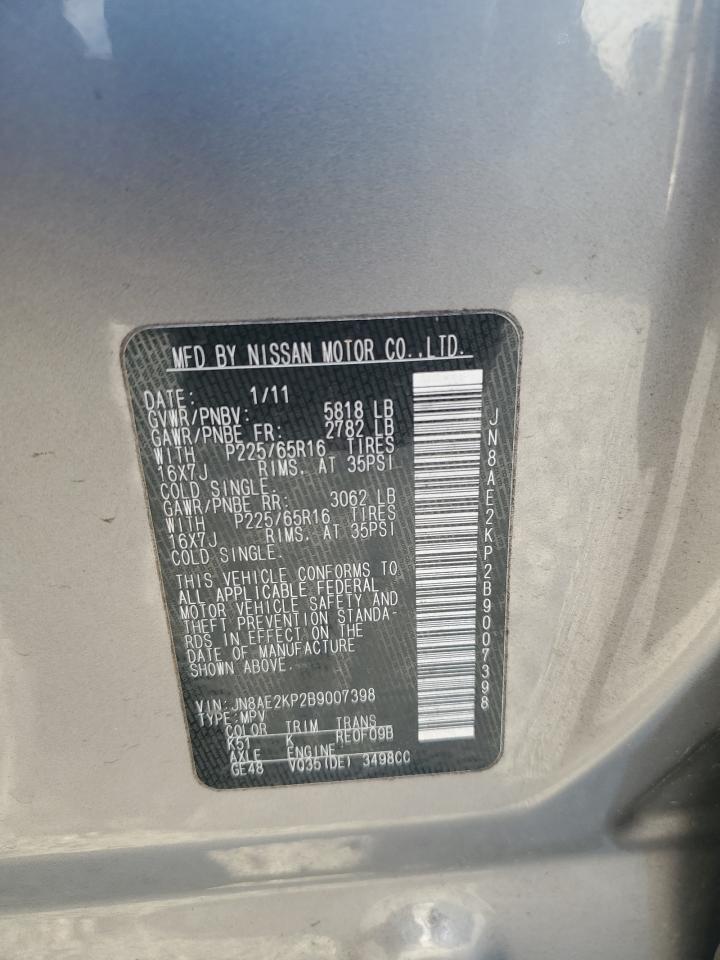 MFD BY NISSAN MOTOR CO.,LTD.
DATE: 1/11
GVWR/PNBV: 5818 LB
GAWR/PNBE FR: 2782 LB
WITH P225/65R16 TIRES
16X7J RIMS. AT 35PSI
COLD SINGLE.
GAWR/PNBE RR: 3062 LB
WITH P225/65R16 TIRES
16X7J RIMS. AT 35PSI
COLD SINGLE.
THIS VEHICLE CONFORMS TO
ALL APPLICABLE FEDERAL
MOTOR VEHICLE SAFETY AND
THEFT PREVENTION STANDA-
RDS IN EFFECT ON THE
DATE OF MANUFACTURE
SHOWN ABOVE.
VIN:JN8AE2KP2B9007398
TYPE:MPV
COLOR TRIM TRANS
K51 K RE0F09B
AXLE ENGINE
GE48 VQ35(DE) 3498CC
JN8AE2KP2B9007398